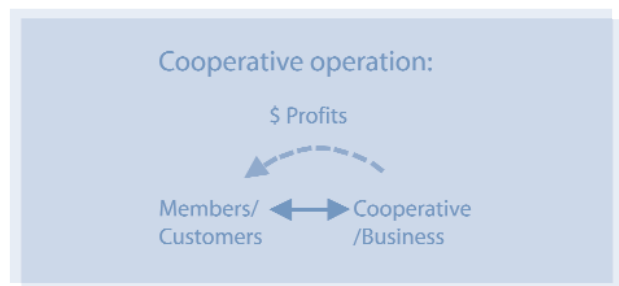 Cooperative operation:
$ Profits
Members/
Customers
Cooperative
/Business